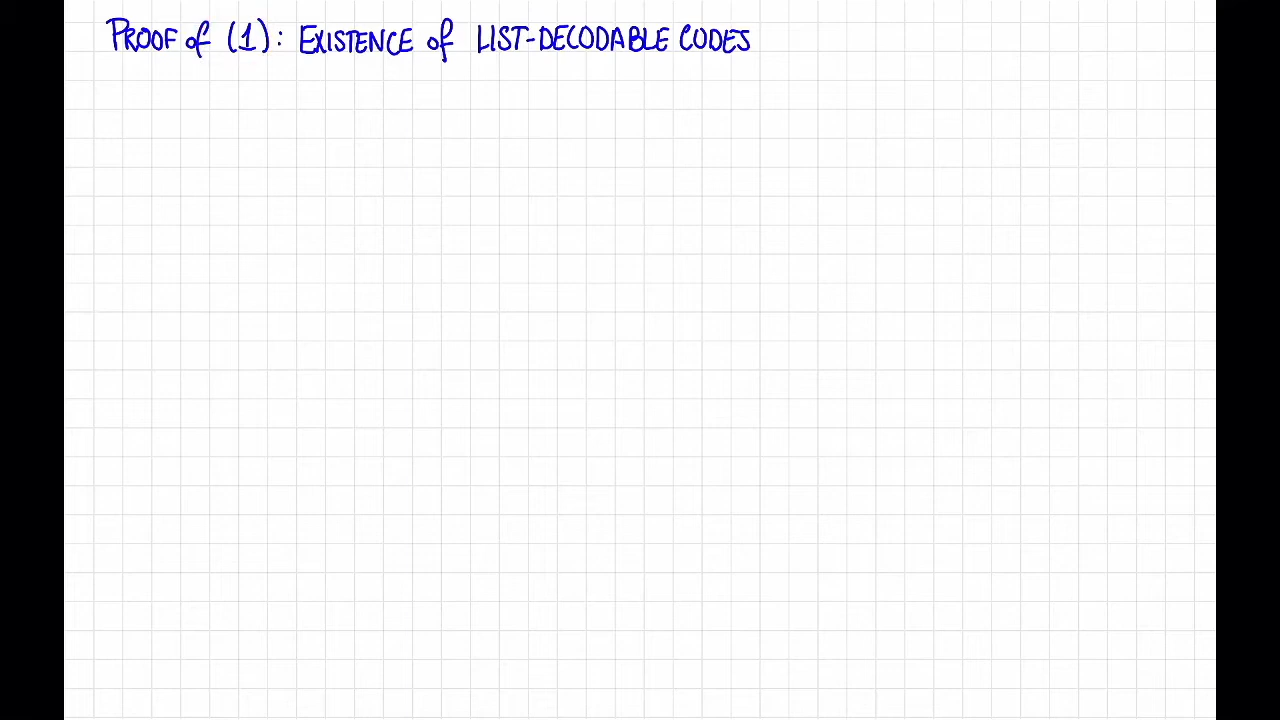 PROOF of (1): EXISTENCE of LIST-DECODABLE CODES